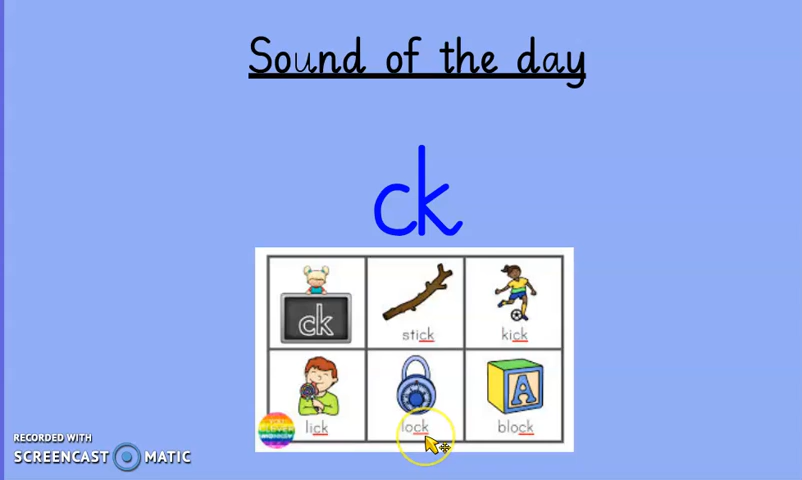 Sound of the day
ck
ck
stick
kick
lick
lock
block
A
RECORDED WITH
SCREENCAST MATIC